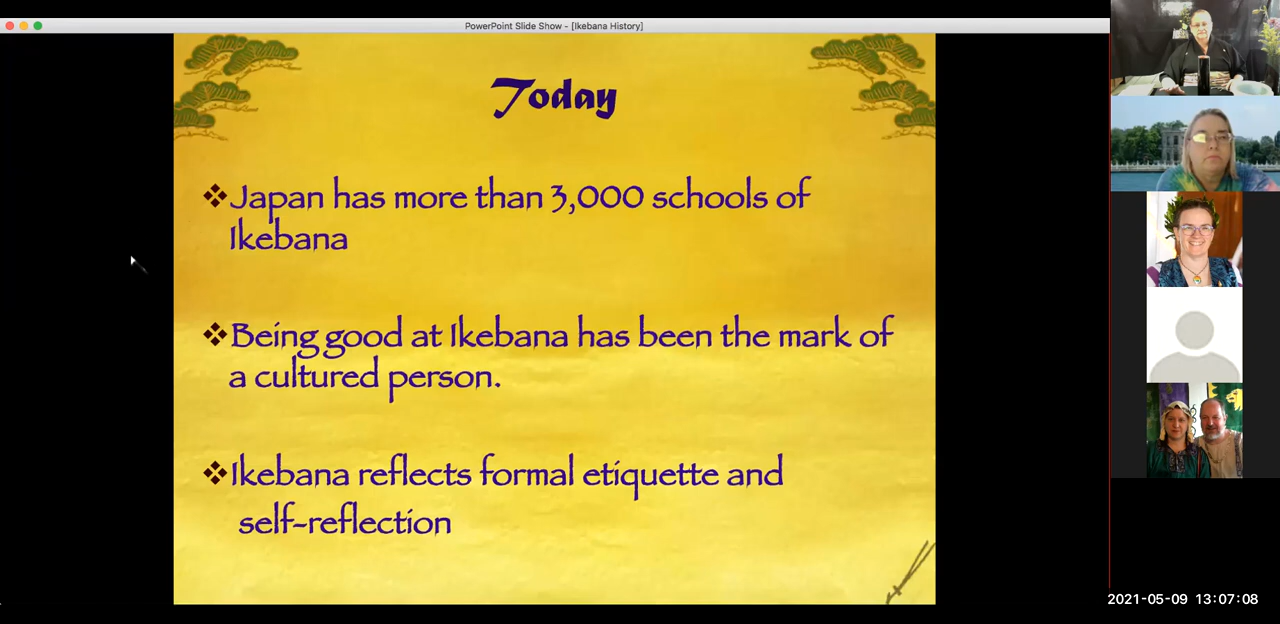 PowerPoint Slide Show - [Ikebana History]
Today
❖Japan has more than 3,000 schools of
Ikebana
❖Being good at Ikebana has been the mark of
a cultured person.
❖Ikebana reflects formal etiquette and
self-reflection
2021-05-09 13:07:08